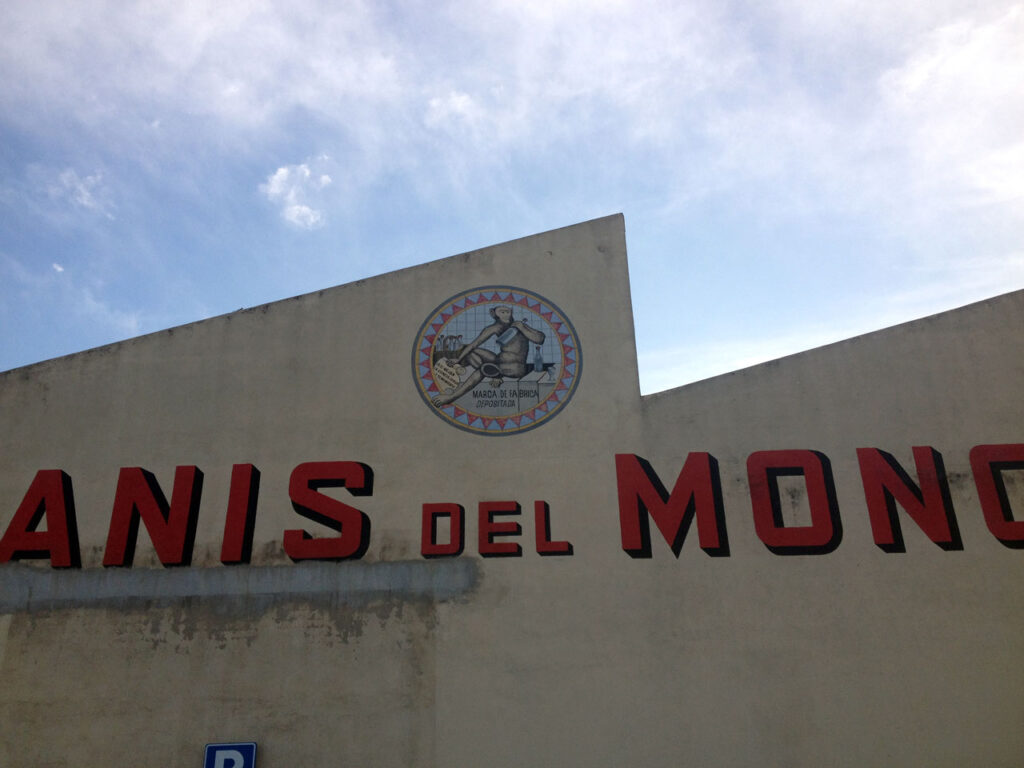 MARCA DE FABRICA
DEPOSITADA
ANIS DEL MONO
P